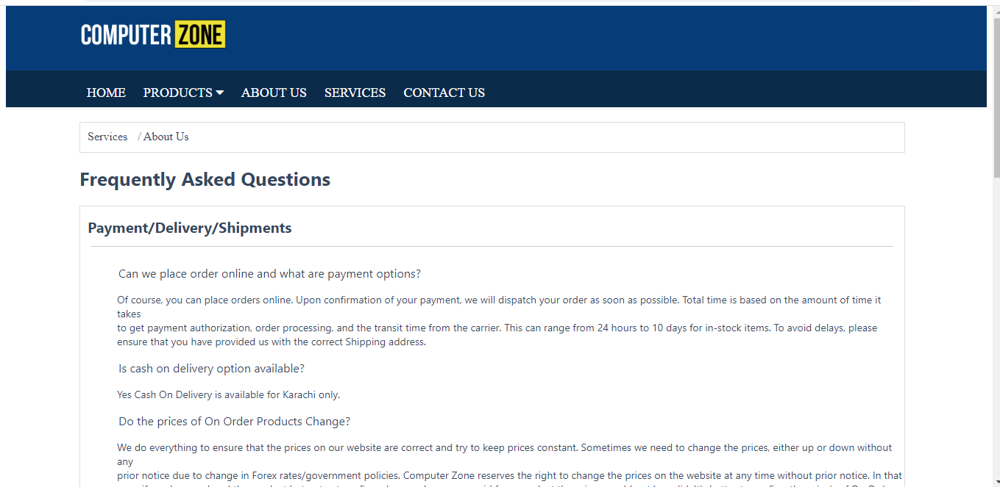 COMPUTER ZONE
HOME PRODUCTS ABOUT US SERVICES CONTACT US
Services / About Us
Frequently Asked Questions
Payment/Delivery/Shipments
Can we place order online and what are payment options?
Of course, you can place orders online. Upon confirmation of your payment, we will dispatch your order as soon as possible. Total time is based on the amount of time it
takes
to get payment authorization, order processing, and the transit time from the carrier. This can range from 24 hours to 10 days for in-stock items. To avoid delays, please
ensure that you have provided us with the correct Shipping address.
Is cash on delivery option available?
Yes Cash On Delivery is available for Karachi only.
Do the prices of On Order Products Change?
We do everything to ensure that the prices on our website are correct and try to keep prices constant. Sometimes we need to change the prices, either up or down without
any
prior notice due to change in Forex rates/government policies. Computer Zone reserves the right to change the prices on the website at any time without prior notice. In that